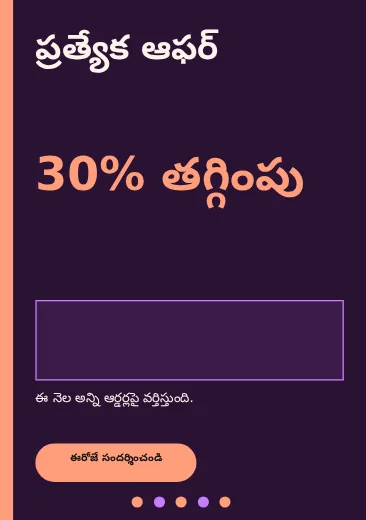 ప్రత్యేక ఆఫర్
30% తగ్గింపు
ఈ నెల అన్ని ఆర్డర్లపై వర్తిస్తుంది.
ఈరోజే సందర్శించండి